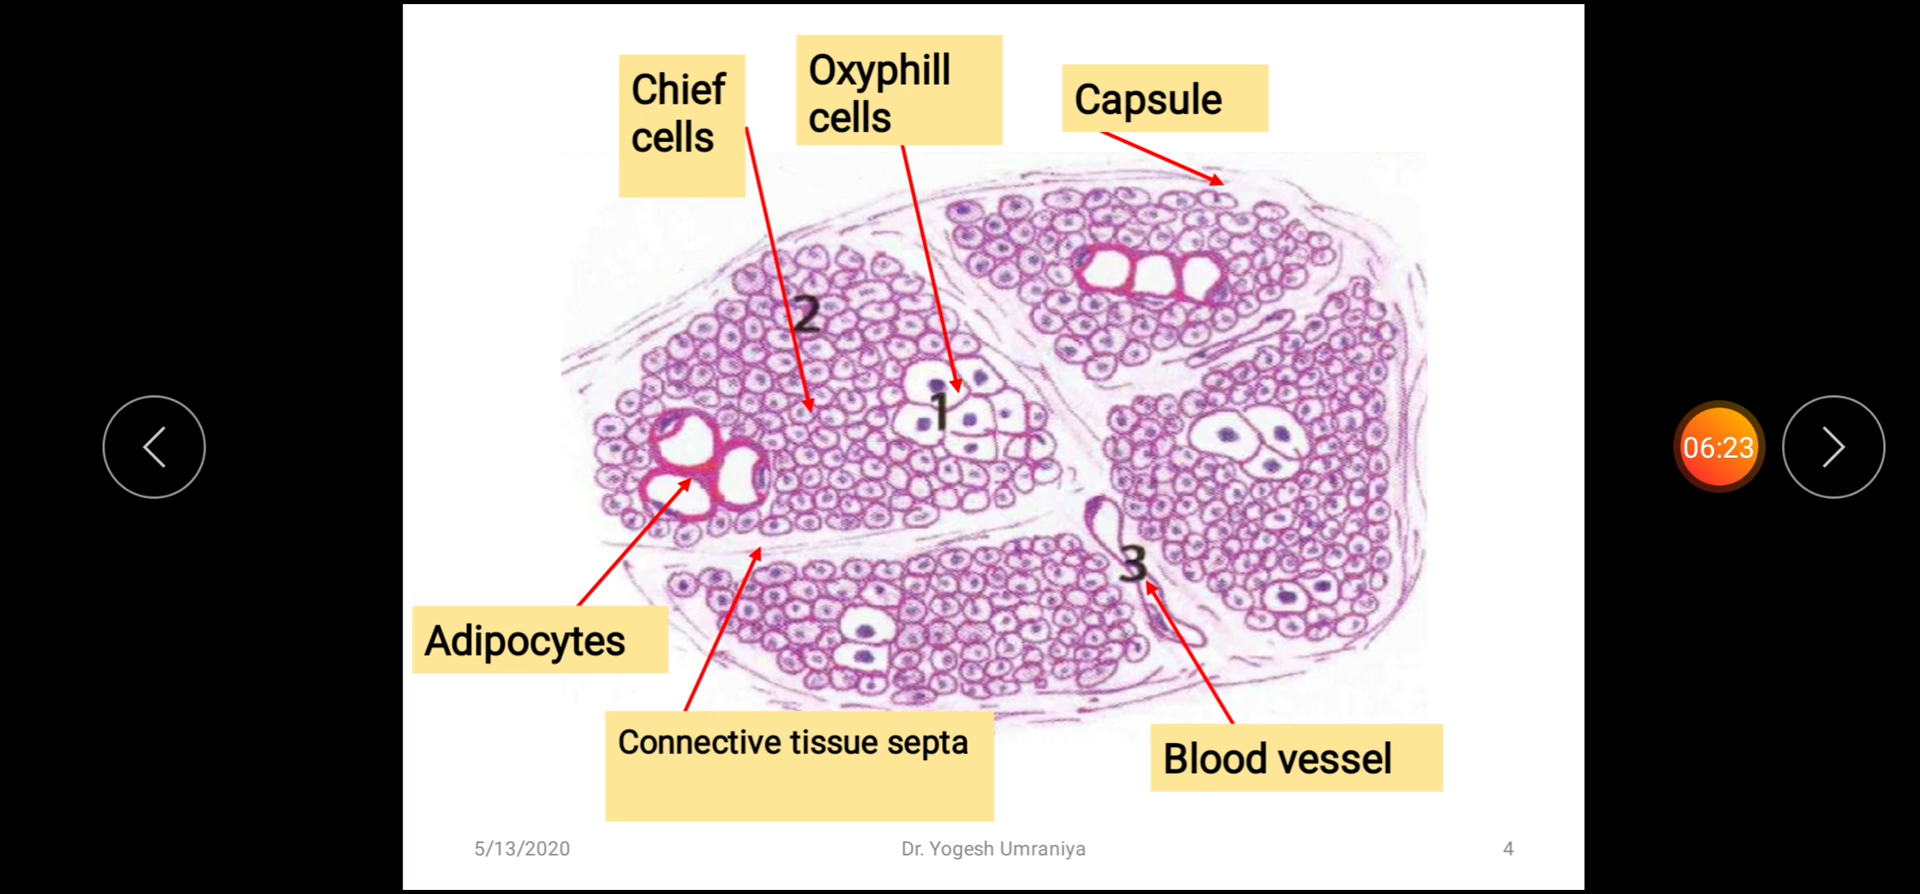 Chief
cells
Oxyphill
cells
Capsule
2
1
3
06:23
Adipocytes
Connective tissue septa
Blood vessel
5/13/2020
Dr. Yogesh Umraniya
4